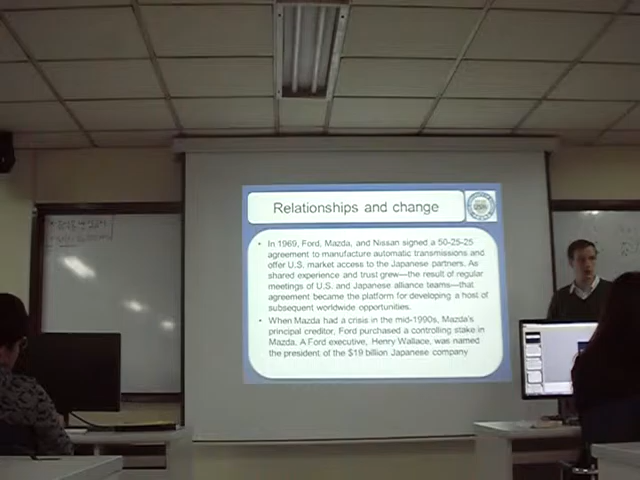 Relationships and change
• In 1969, Ford, Mazda, and Nissan signed a 50-25-25
agreement to manufacture automatic transmissions and
offer U.S. market access to the Japanese partners. As
shared experience and trust grew—the result of regular
meetings of U.S. and Japanese alliance teams—that
agreement became the platform for developing a host of
subsequent worldwide opportunities.
• When Mazda had a crisis in the mid-1990s, Mazda's
principal creditor, Ford purchased a controlling stake in
Mazda. A Ford executive, Henry Wallace, was named
the president of the $19 billion Japanese company